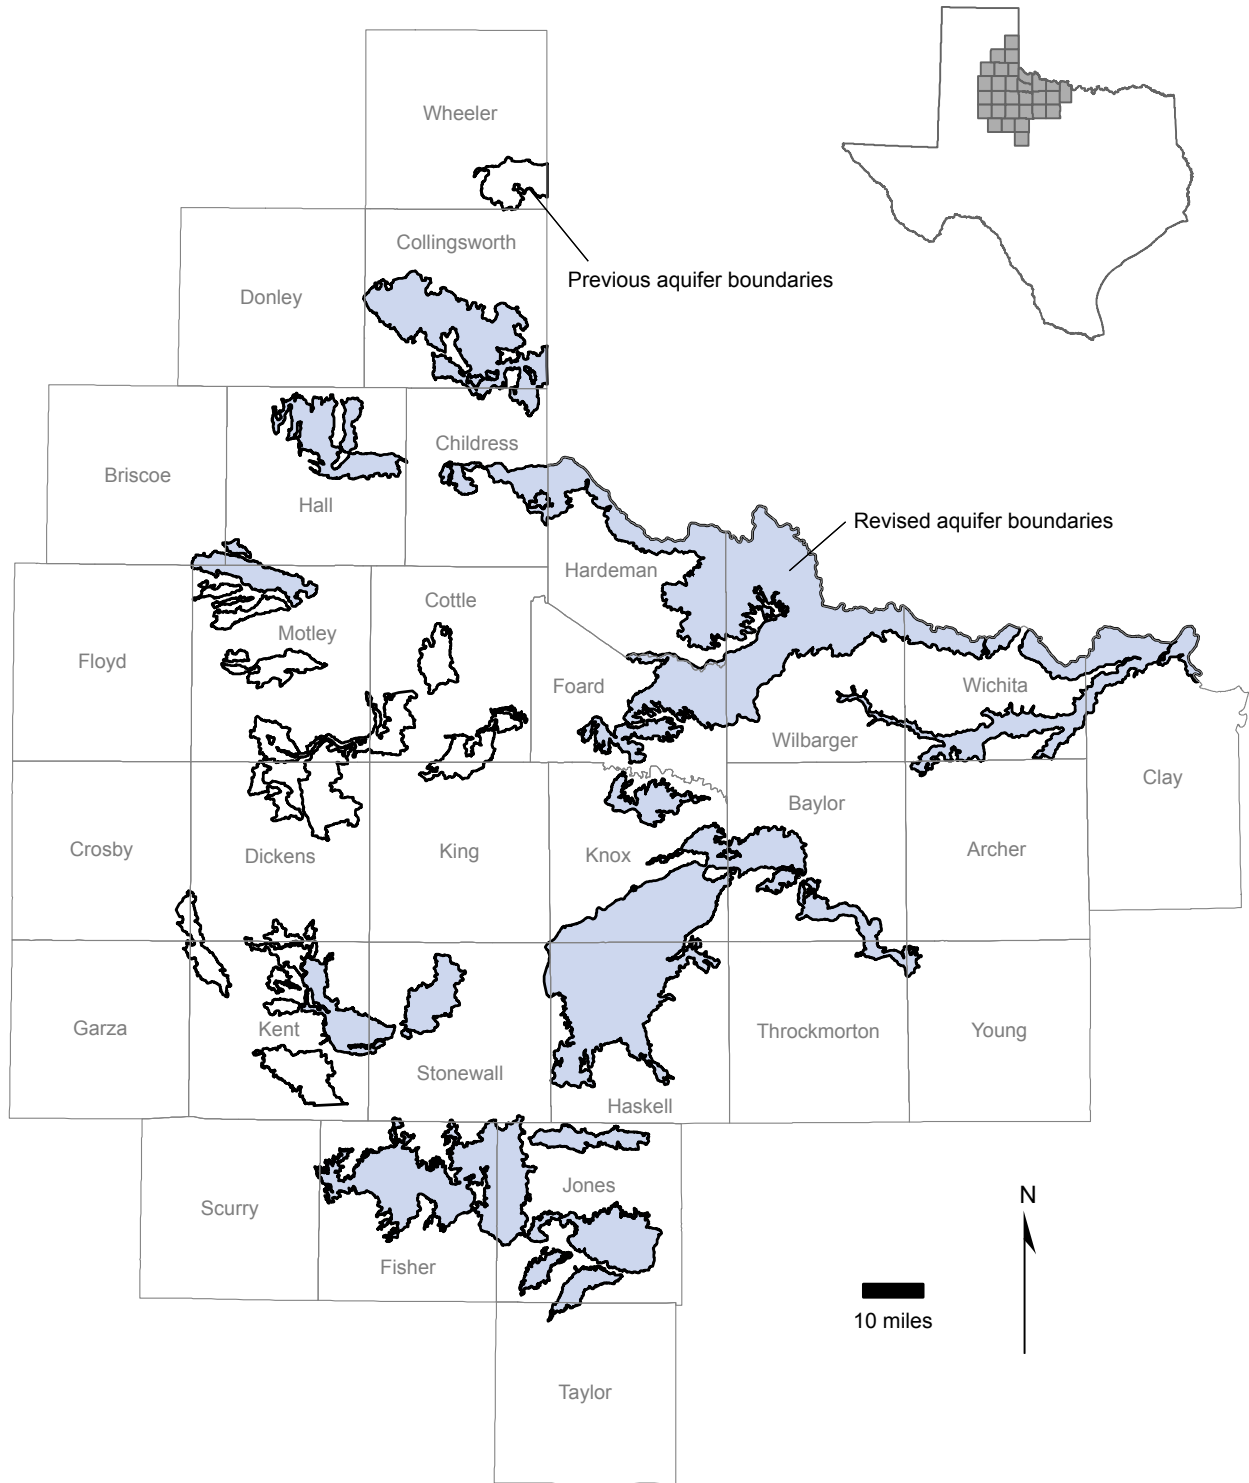 Wheeler
Collingsworth
Previous aquifer boundaries
Donley
Childress
Briscoe
Hall
Revised aquifer boundaries
Hardeman
Cottle
Motley
Floyd
Foard
Wichita
Wilbarger
Clay
Baylor
Crosby
Dickens
King
Knox
Archer
Garza
Kent
Throckmorton
Young
Stonewall
Haskell
Jones
Scurry
N
Fisher
10 miles
Taylor